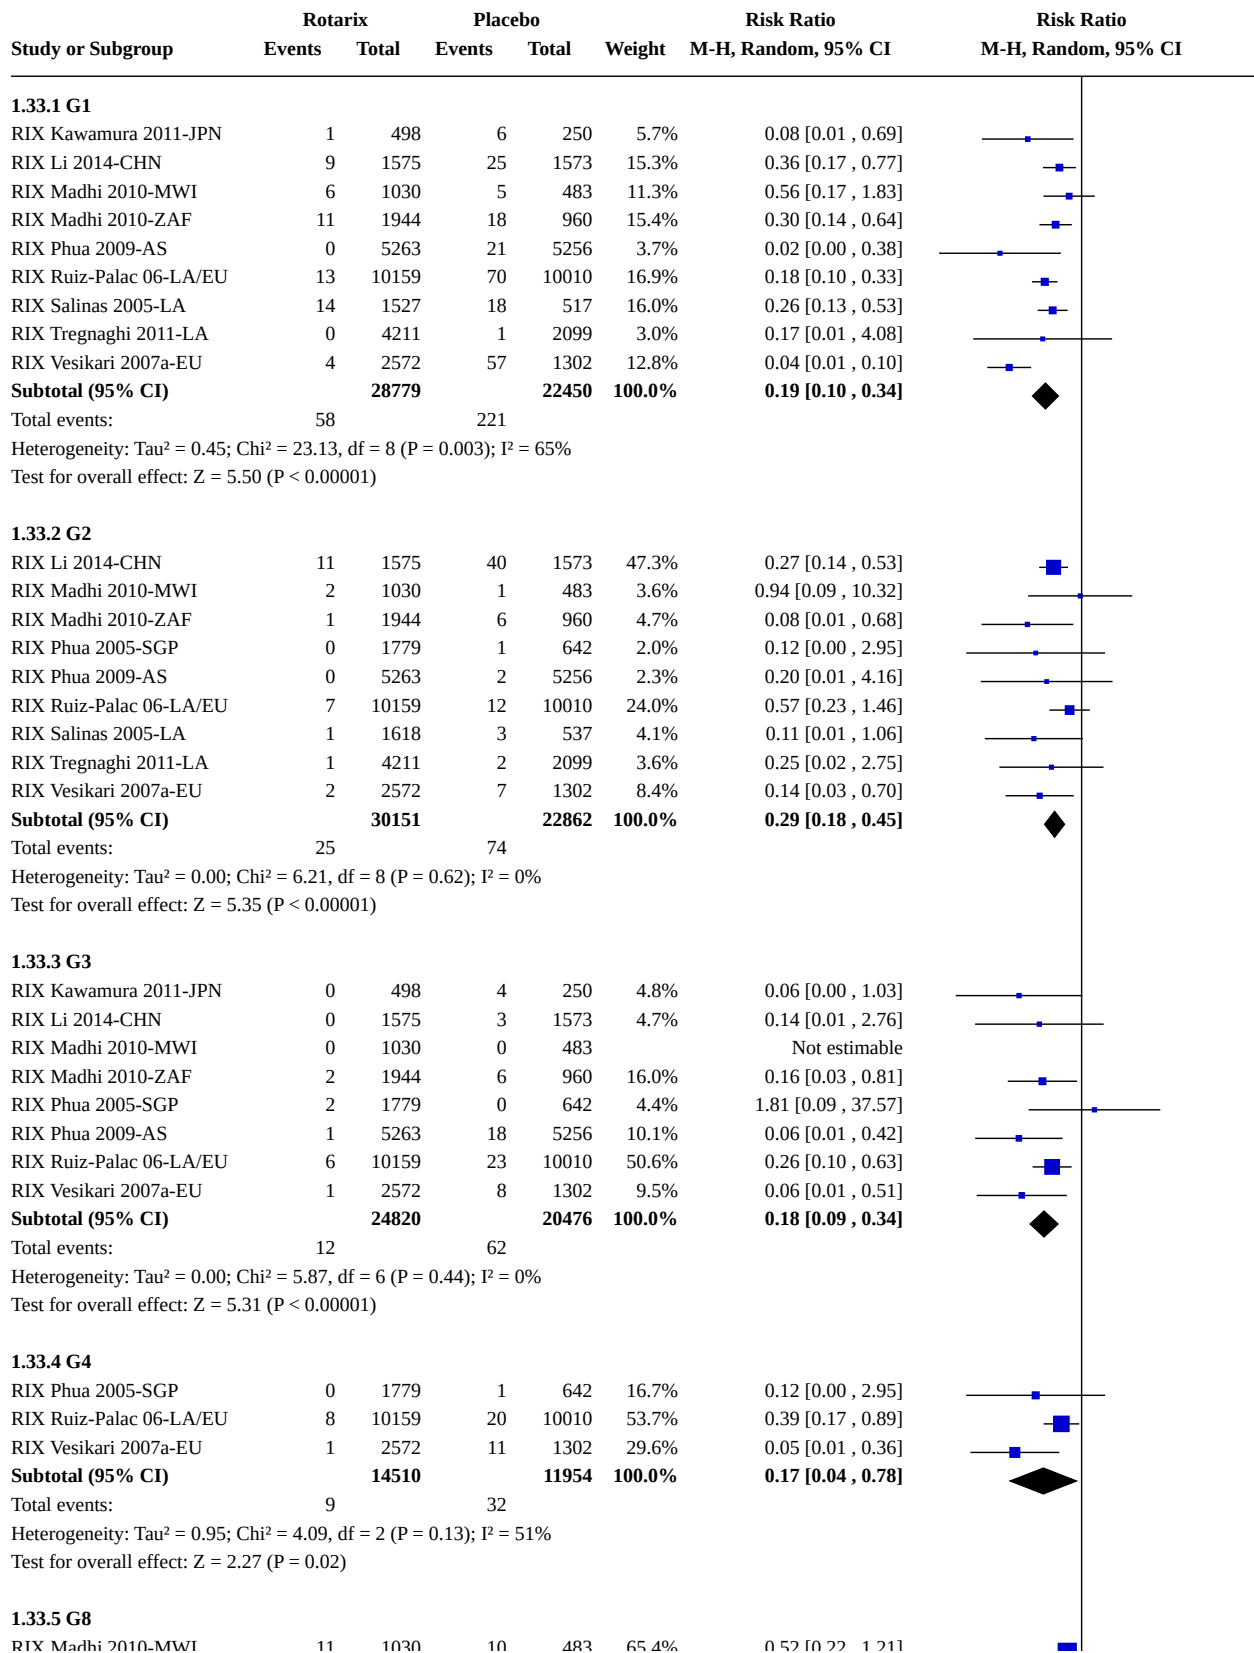 Rotarix Placebo Risk Ratio Risk Ratio
Study or Subgroup Events Total Events Total Weight M-H, Random, 95% CI M-H, Random, 95% CI
1.33.1 G1
RIX Kawamura 2011-JPN 1 498 6 250 5.7% 0.08 [0.01 , 0.69]
RIX Li 2014-CHN 9 1575 25 1573 15.3% 0.36 [0.17 , 0.77]
RIX Madhi 2010-MWI 6 1030 5 483 11.3% 0.56 [0.17 , 1.83]
RIX Madhi 2010-ZAF 11 1944 18 960 15.4% 0.30 [0.14 , 0.64]
RIX Phua 2009-AS 0 5263 21 5256 3.7% 0.02 [0.00 , 0.38]
RIX Ruiz-Palac 06-LA/EU 13 10159 70 10010 16.9% 0.18 [0.10 , 0.33]
RIX Salinas 2005-LA 14 1527 18 517 16.0% 0.26 [0.13 , 0.53]
RIX Tregnaghi 2011-LA 0 4211 1 2099 3.0% 0.17 [0.01 , 4.08]
RIX Vesikari 2007a-EU 4 2572 57 1302 12.8% 0.04 [0.01 , 0.10]
Subtotal (95% CI) 28779 22450 100.0% 0.19 [0.10 , 0.34]
Total events: 58 221
Heterogeneity: Tau² = 0.45; Chi² = 23.13, df = 8 (P = 0.003); I² = 65%
Test for overall effect: Z = 5.50 (P < 0.00001)
1.33.2 G2
RIX Li 2014-CHN 11 1575 40 1573 47.3% 0.27 [0.14 , 0.53]
RIX Madhi 2010-MWI 2 1030 1 483 3.6% 0.94 [0.09 , 10.32]
RIX Madhi 2010-ZAF 1 1944 6 960 4.7% 0.08 [0.01 , 0.68]
RIX Phua 2005-SGP 0 1779 1 642 2.0% 0.12 [0.00 , 2.95]
RIX Phua 2009-AS 0 5263 2 5256 2.3% 0.20 [0.01 , 4.16]
RIX Ruiz-Palac 06-LA/EU 7 10159 12 10010 24.0% 0.57 [0.23 , 1.46]
RIX Salinas 2005-LA 1 1618 3 537 4.1% 0.11 [0.01 , 1.06]
RIX Tregnaghi 2011-LA 1 4211 2 2099 3.6% 0.25 [0.02 , 2.75]
RIX Vesikari 2007a-EU 2 2572 7 1302 8.4% 0.14 [0.03 , 0.70]
Subtotal (95% CI) 30151 22862 100.0% 0.29 [0.18 , 0.45]
Total events: 25 74
Heterogeneity: Tau² = 0.00; Chi² = 6.21, df = 8 (P = 0.62); I² = 0%
Test for overall effect: Z = 5.35 (P < 0.00001)
1.33.3 G3
RIX Kawamura 2011-JPN 0 498 4 250 4.8% 0.06 [0.00 , 1.03]
RIX Li 2014-CHN 0 1575 3 1573 4.7% 0.14 [0.01 , 2.76]
RIX Madhi 2010-MWI 0 1030 0 483 Not estimable
RIX Madhi 2010-ZAF 2 1944 6 960 16.0% 0.16 [0.03 , 0.81]
RIX Phua 2005-SGP 2 1779 0 642 4.4% 1.81 [0.09 , 37.57]
RIX Phua 2009-AS 1 5263 18 5256 10.1% 0.06 [0.01 , 0.42]
RIX Ruiz-Palac 06-LA/EU 6 10159 23 10010 50.6% 0.26 [0.10 , 0.63]
RIX Vesikari 2007a-EU 1 2572 8 1302 9.5% 0.06 [0.01 , 0.51]
Subtotal (95% CI) 24820 20476 100.0% 0.18 [0.09 , 0.34]
Total events: 12 62
Heterogeneity: Tau² = 0.00; Chi² = 5.87, df = 6 (P = 0.44); I² = 0%
Test for overall effect: Z = 5.31 (P < 0.00001)
1.33.4 G4
RIX Phua 2005-SGP 0 1779 1 642 16.7% 0.12 [0.00 , 2.95]
RIX Ruiz-Palac 06-LA/EU 8 10159 20 10010 53.7% 0.39 [0.17 , 0.89]
RIX Vesikari 2007a-EU 1 2572 11 1302 29.6% 0.05 [0.01 , 0.36]
Subtotal (95% CI) 14510 11954 100.0% 0.17 [0.04 , 0.78]
Total events: 9 32
Heterogeneity: Tau² = 0.95; Chi² = 4.09, df = 2 (P = 0.13); I² = 51%
Test for overall effect: Z = 2.27 (P = 0.02)
1.33.5 G8
RIX Madhi 2010-MWI 11 1030 10 483 65.4% 0.52 [0.22 , 1.21]